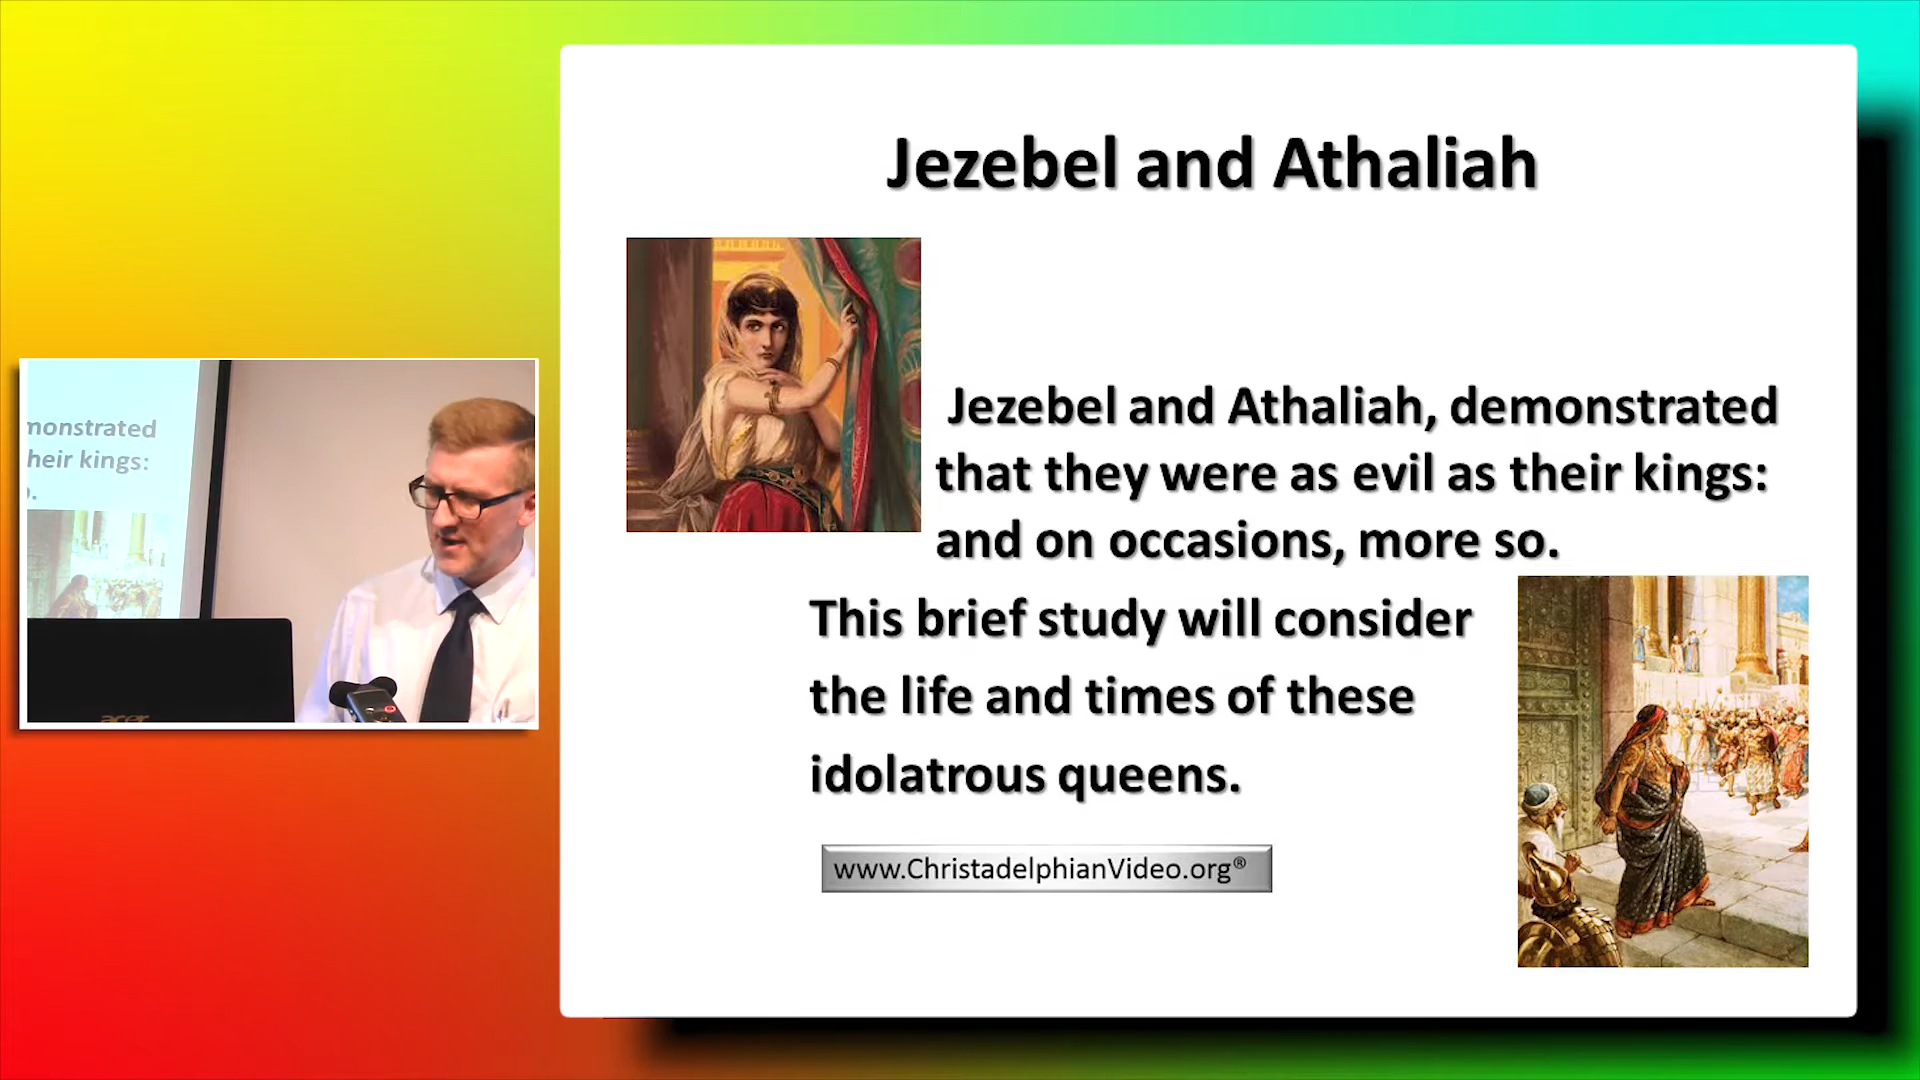 Jezebel and Athaliah
Jezebel and Athaliah, demonstrated
that they were as evil as their kings:
and on occasions, more so.
This brief study will consider
the life and times of these
idolatrous queens.
www.ChristadelphianVideo.org®
monstrated
heir kings:
o.
acer